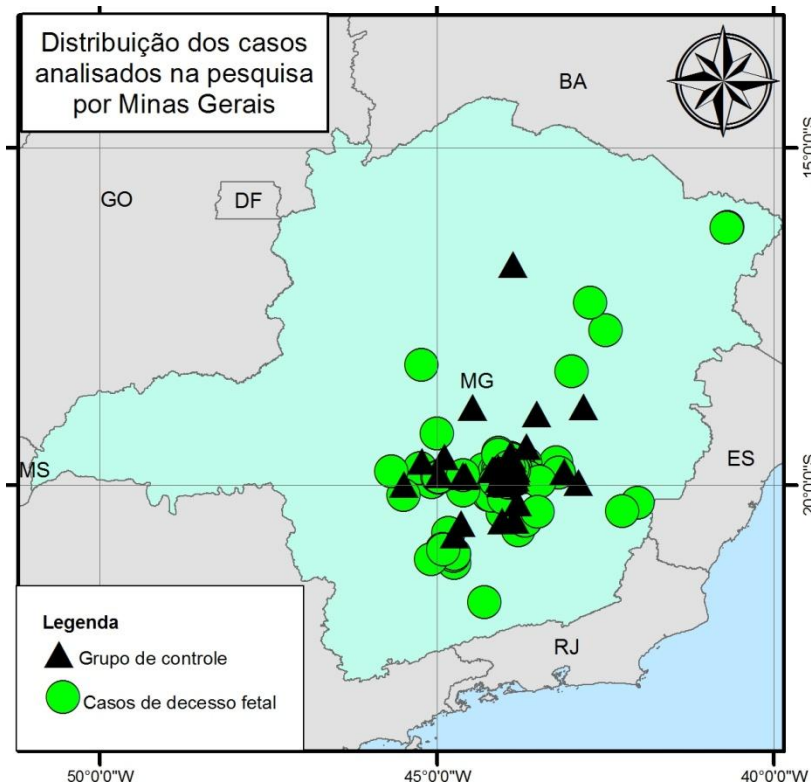 Distribuição dos casos
analisados na pesquisa
por Minas Gerais
BA
15°0'0"S
GO
DF
MG
MS
ES
20°0'0"S
RJ
Legenda
Grupo de controle
Casos de decesso fetal
50°0'0"W
45°0'0"W
40°0'0"W